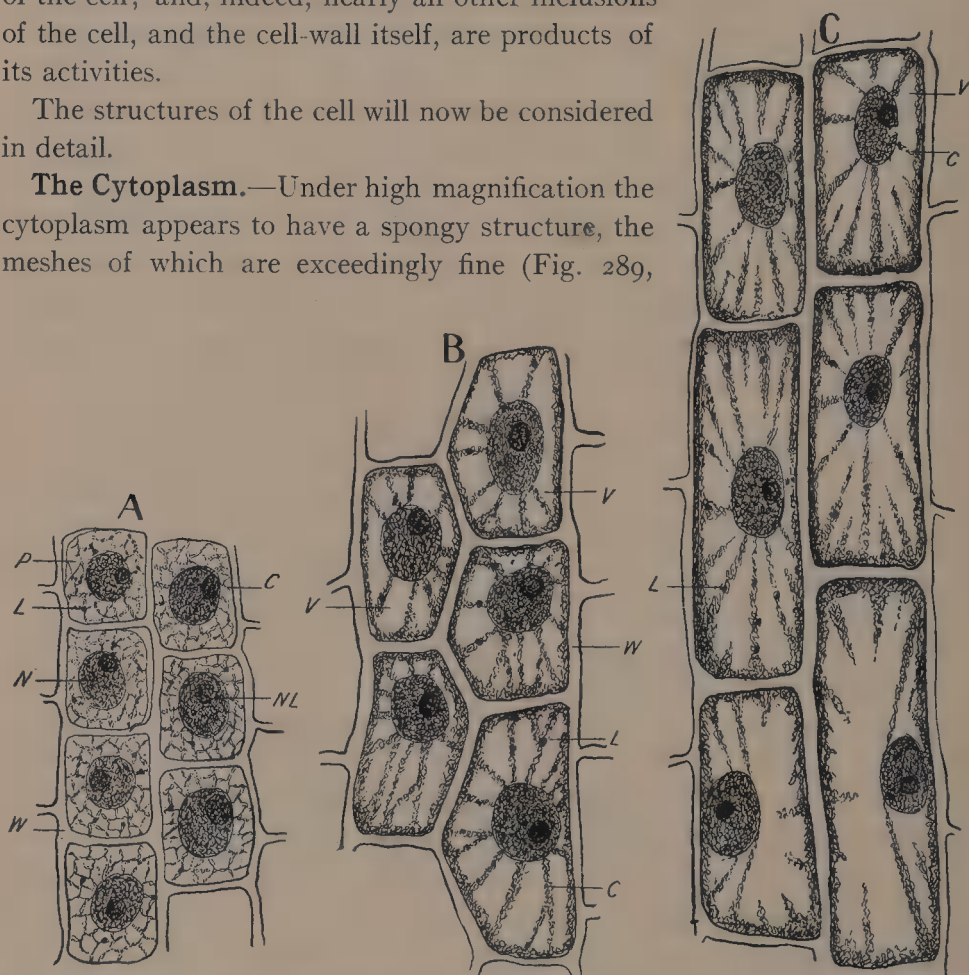 of the cell; and, indeed, nearly all other inclusions
of the cell, and the cell-wall itself, are products of
its activities.
The structures of the cell will now be considered
in detail.
The Cytoplasm.—Under high magnification the
cytoplasm appears to have a spongy structure, the
meshes of which are exceedingly fine (Fig. 289,
A
P
L
N
W
C
NL
B
V
V
W
L
C
C
V
C
L